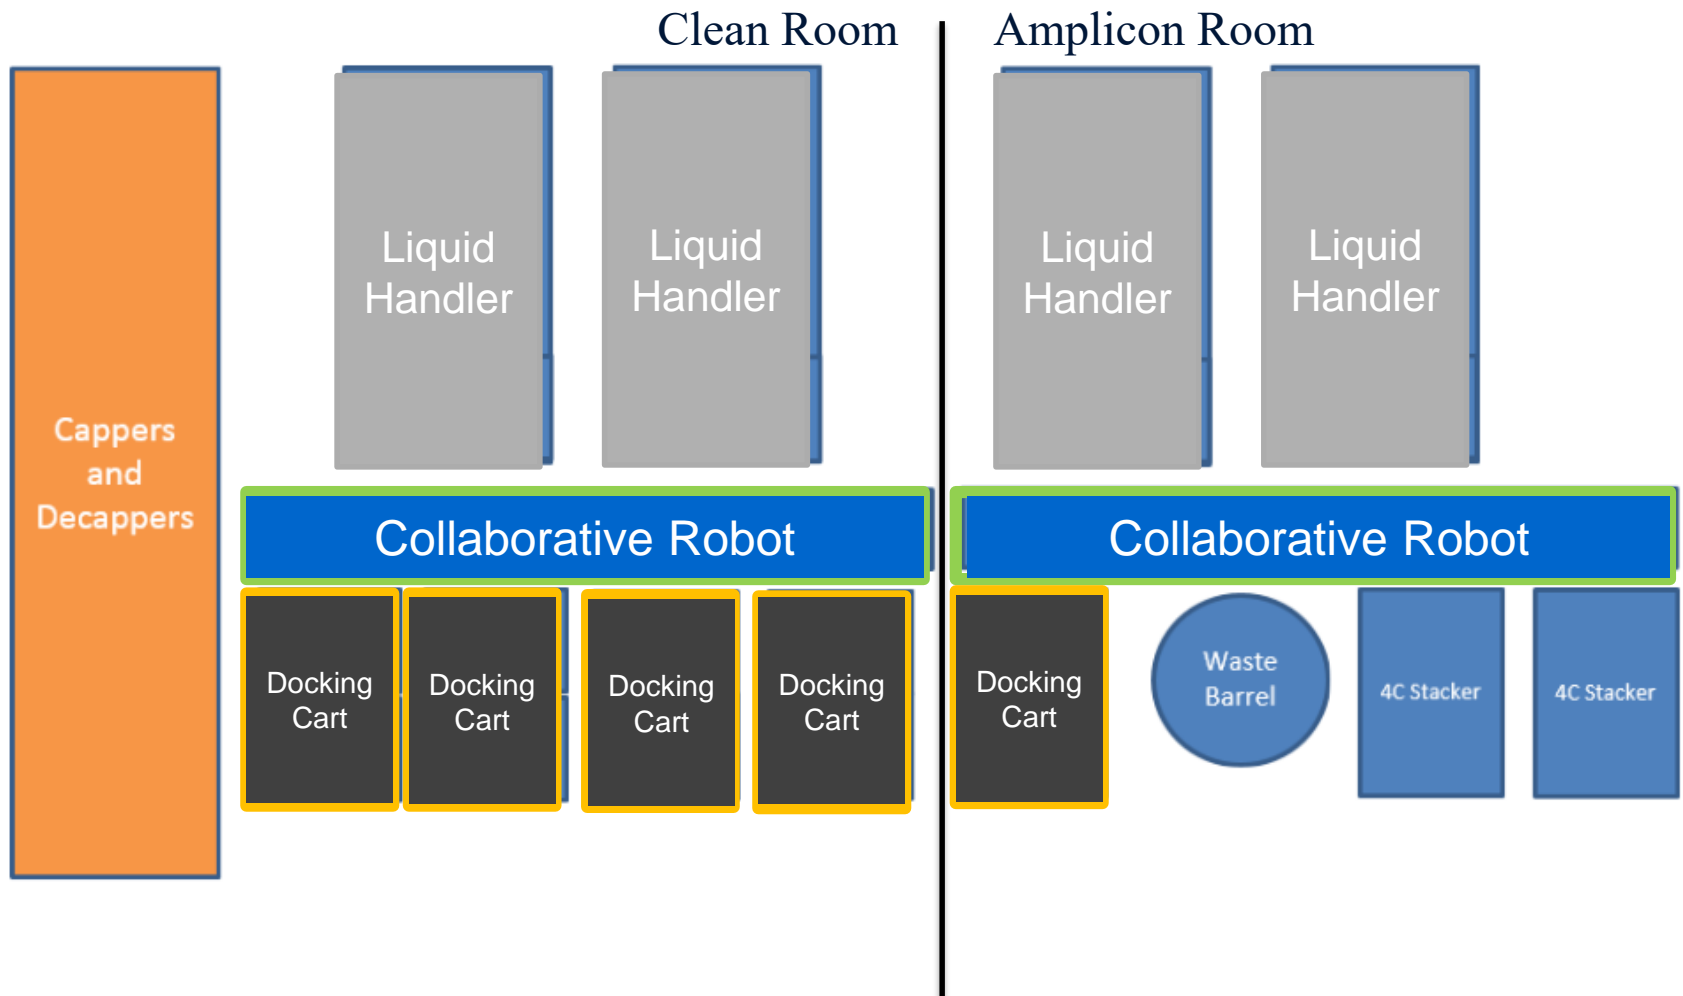 Clean Room
Amplicon Room
Liquid
Handler
Liquid
Handler
Liquid
Handler
Liquid
Handler
Cappers
and
Decappers
Collaborative Robot
Collaborative Robot
Docking
Cart
Docking
Cart
Docking
Cart
Docking
Cart
Docking
Cart
Waste
Barrel
4C Stacker
4C Stacker